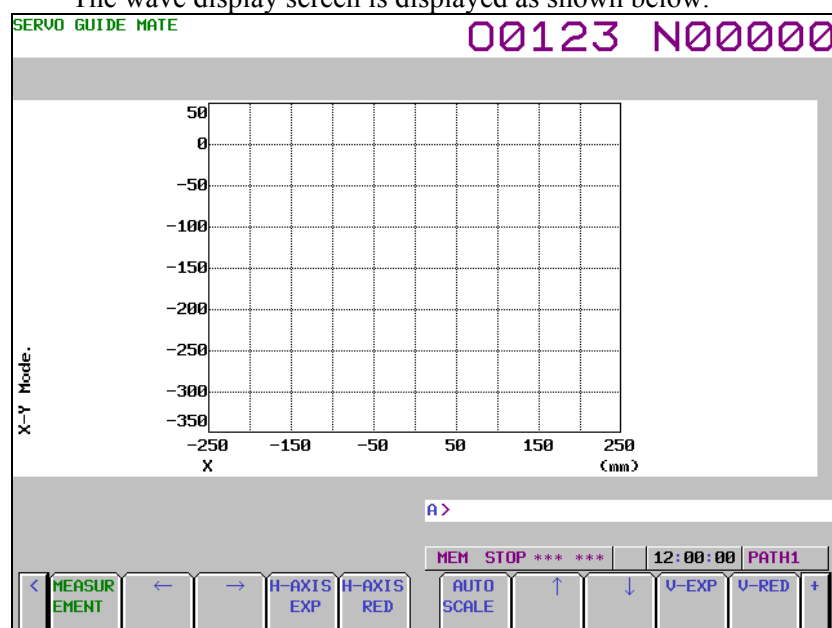 The wave display screen is displayed as shown below.
SERVO GUIDE MATE
O0123 N00000
50
0
-50
-100
-150
-200
-250
-300
-350
X-Y Mode.
-250 -150 -50 50 150 250
X (mm)
A>
MEM STOP *** *** 12:00:00 PATH1
< MEASUR ← → H-AXIS H-AXIS AUTO ↑ ↓ V-EXP V-RED +
EMENT EXP RED SCALE